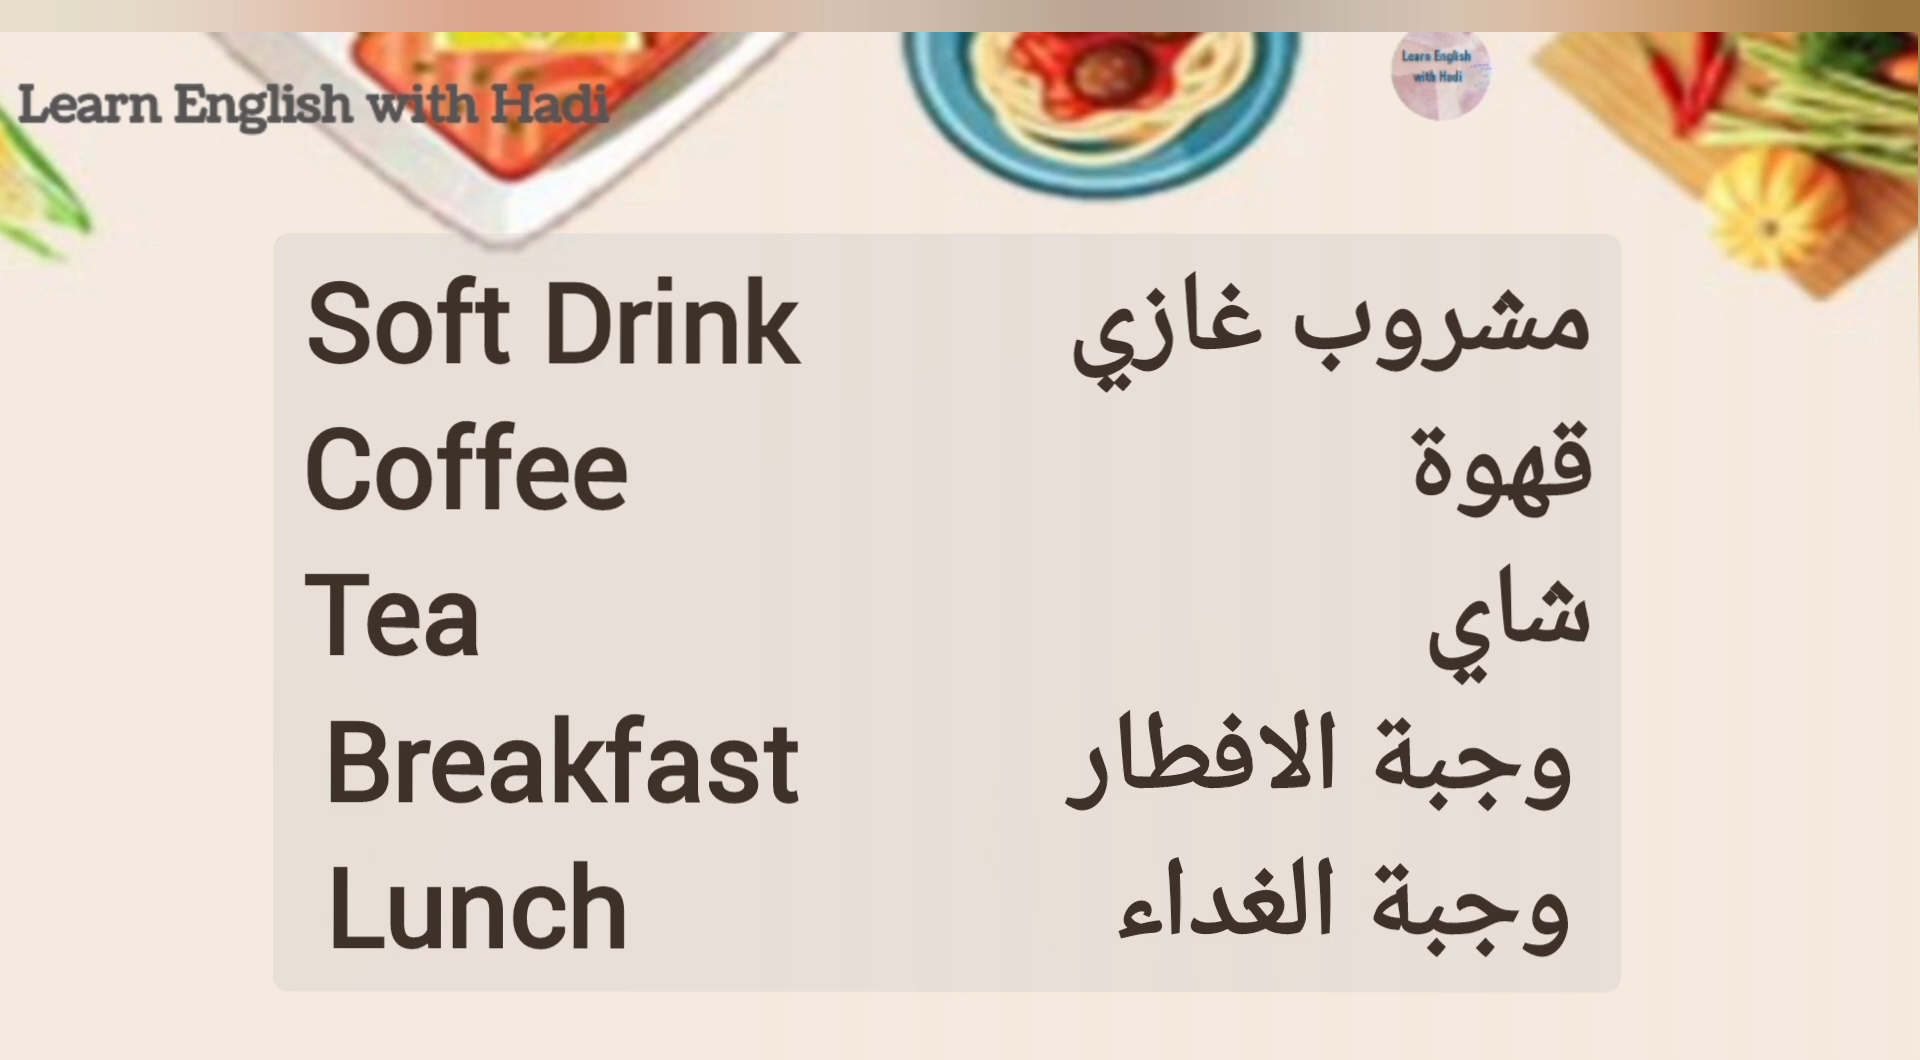 Learn English with Hadi
Learn English
with Hadi
Soft Drink مشروب غازي
Coffee قهوة
Tea شاي
Breakfast وجبة الافطار
Lunch وجبة الغداء